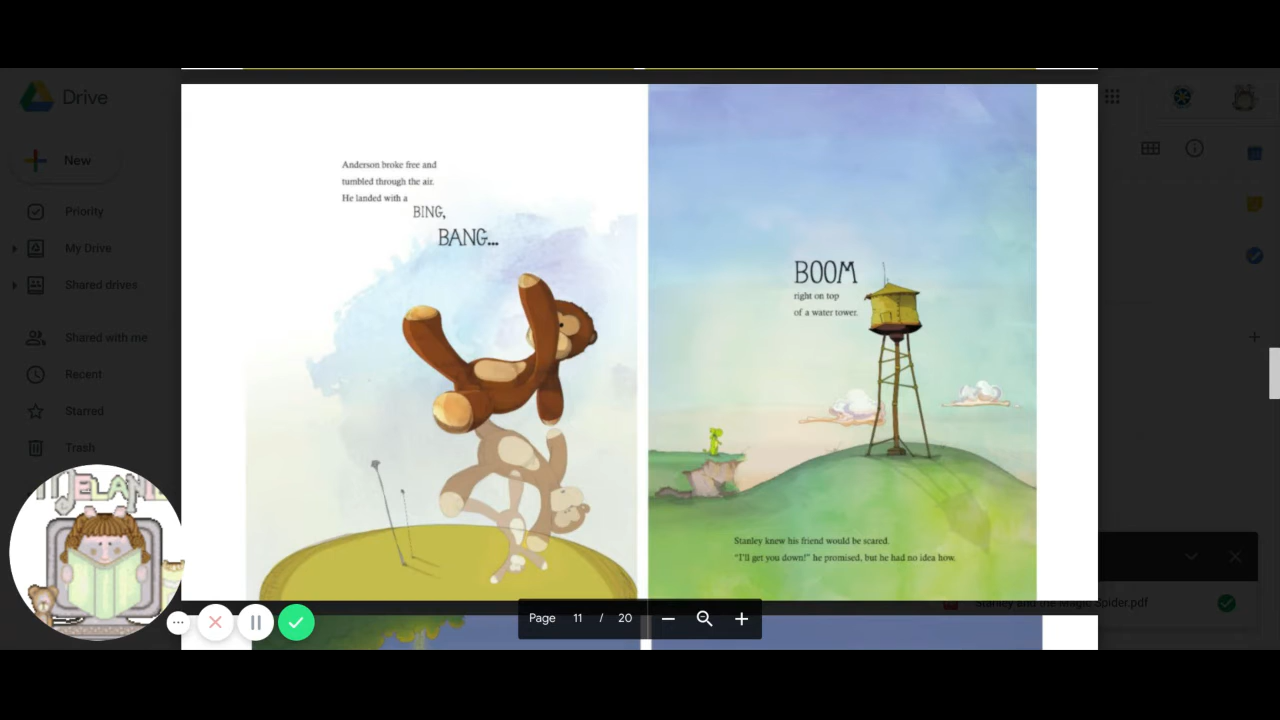 Drive
New
Priority
My Drive
Shared drives
Shared with me
Recent
Starred
Trash
Anderson broke free and
tumbled through the air.
He landed with a
BING,
BANG...
BOOM
right on top
of a water tower.
Stanley knew his friend would be scared.
"I'll get you down!" he promised, but he had no idea how.
Stanley and the Magic Spider.pdf
Page 11 / 20